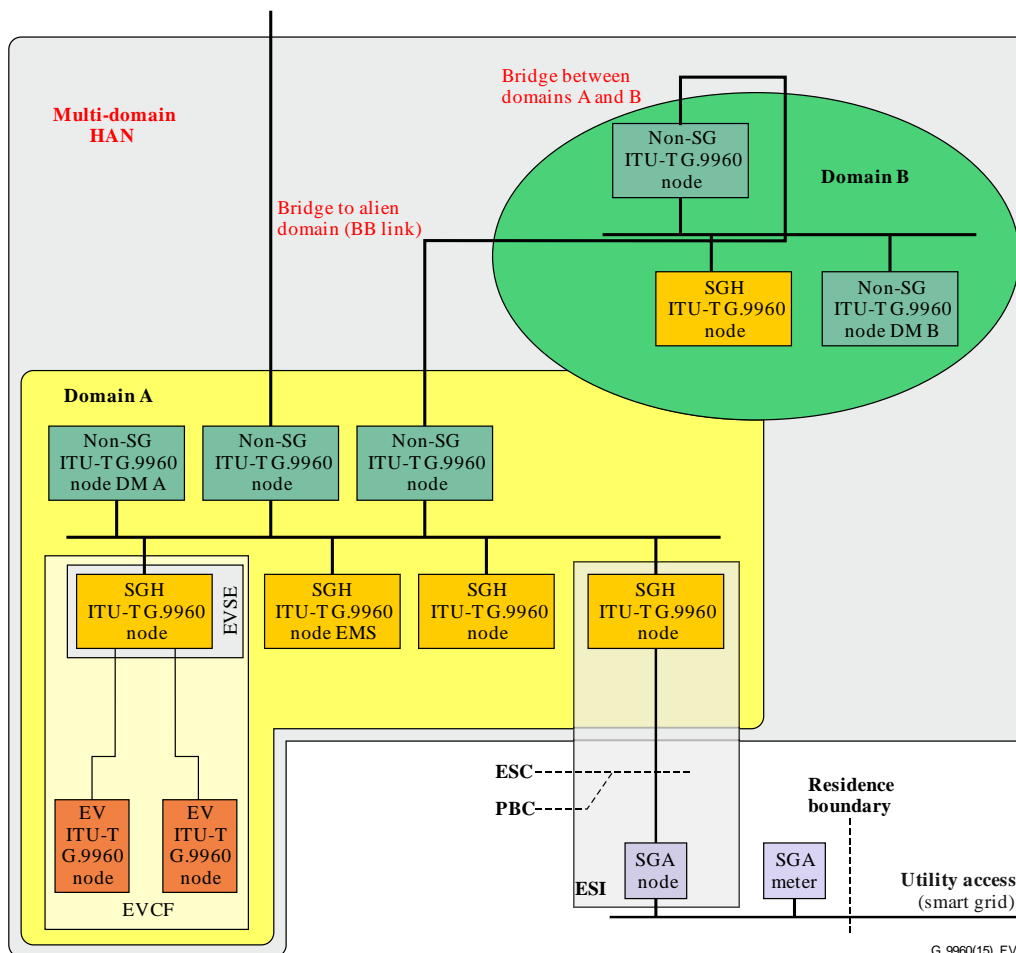 Bridge between
domains A and B
Multi-domain
HAN
Non-SG
ITU-T G.9960
node
Domain B
Bridge to alien
domain (BB link)
SGH
ITU-T G.9960
node
Non-SG
ITU-T G.9960
node DM B
Domain A
Non-SG
ITU-T G.9960
node DM A
Non-SG
ITU-T G.9960
node
Non-SG
ITU-T G.9960
node
SGH
ITU-T G.9960
node
EVSE
SGH
ITU-T G.9960
node EMS
SGH
ITU-T G.9960
node
SGH
ITU-T G.9960
node
ESC
PBC
Residence
boundary
EV
ITU-T
G.9960
node
EV
ITU-T
G.9960
node
EVCF
ESI
SGA
node
SGA
meter
Utility access
(smart grid)
G.9960(15)_EV